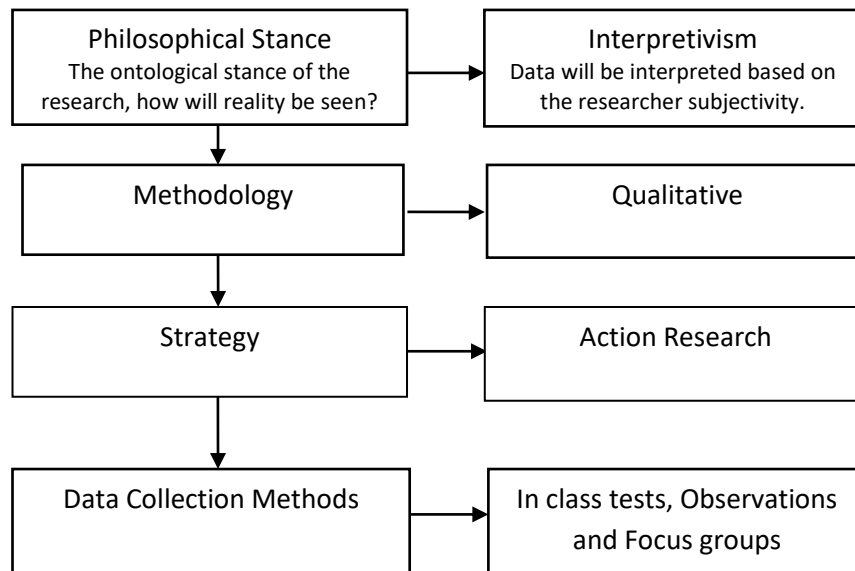 Philosophical Stance
The ontological stance of the
research, how will reality be seen?
Interpretivism
Data will be interpreted based on
the researcher subjectivity.
Methodology
Qualitative
Strategy
Action Research
Data Collection Methods
In class tests, Observations
and Focus groups